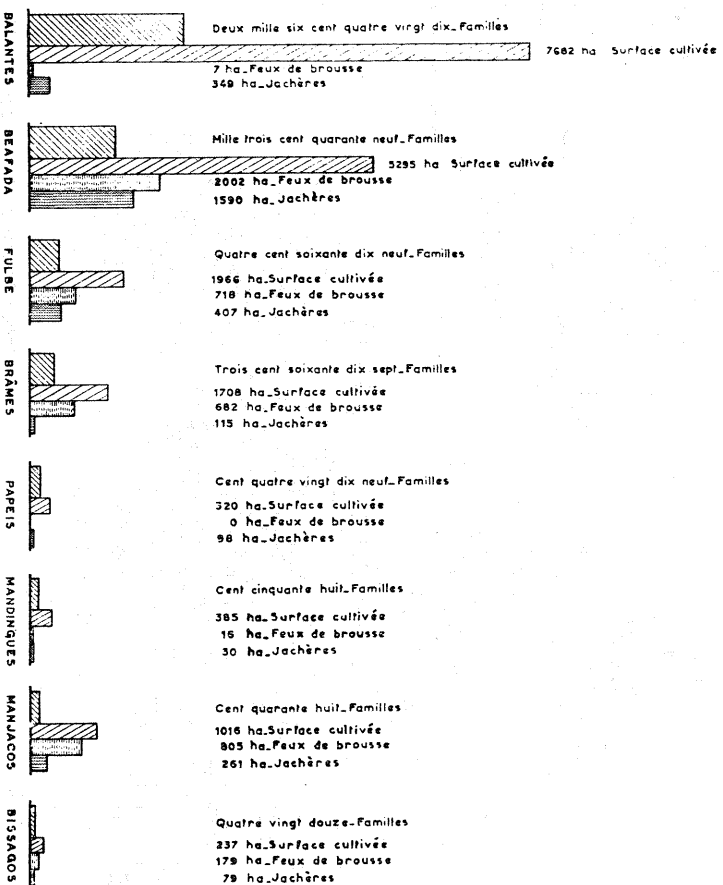 BALANTES
Deux mille six cent quatre virgt dix_Familles
7682 ha Surface cultivée
7 ha_Feux de brousse
349 ha_Jachères
BEAFADA
Mille trois cent quarante neuf_Familles
5295 ha Surface cultivée
2002 ha_Feux de brousse
1590 ha_Jachères
FULBE
Quatre cent soixante dix neuf_Familles
1966 ha_Surface cultivée
718 ha_Feux de brousse
407 ha_Jachères
BRÂMES
Trois cent soixante dix sept_Familles
1708 ha_Surface cultivée
682 ha_Feux de brousse
115 ha_Jachères
PAPEIS
Cent quatre vingt dix neuf_Familles
320 ha_Surface cultivée
0 ha_Feux de brousse
98 ha_Jachères
MANDINGUES
Cent cinquante huit_Familles
385 ha_Surface cultivée
16 ha_Feux de brousse
30 ha_Jachères
MANJACOS
Cent quarante huit_Familles
1016 ha_Surface cultivée
805 ha_Feux de brousse
261 ha_Jachères
BISSAGOS
Quatre vingt douze-Familles
237 ha_Surface cultivée
179 ha_Feux de brousse
79 ha_Jachères